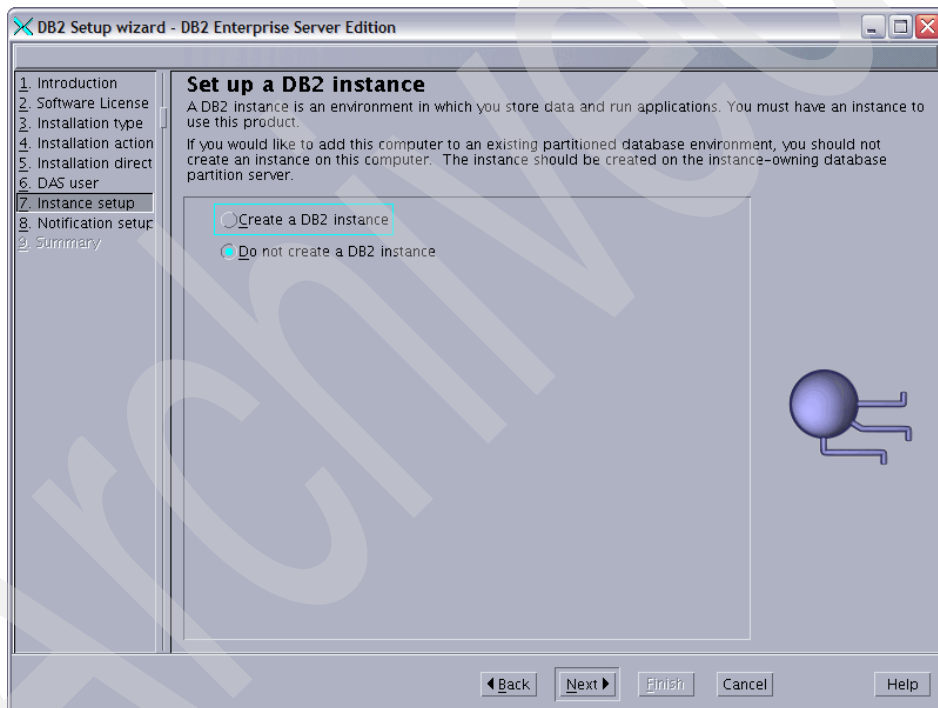 DB2 Setup wizard - DB2 Enterprise Server Edition
1. Introduction
2. Software License
3. Installation type
4. Installation action
5. Installation direct
6. DAS user
7. Instance setup
8. Notification setup
9. Summary
Set up a DB2 instance
A DB2 instance is an environment in which you store data and run applications. You must have an instance to
use this product.
If you would like to add this computer to an existing partitioned database environment, you should not
create an instance on this computer. The instance should be created on the instance-owning database
partition server.
Create a DB2 instance
Do not create a DB2 instance
Back
Next
Finish
Cancel
Help
Archived